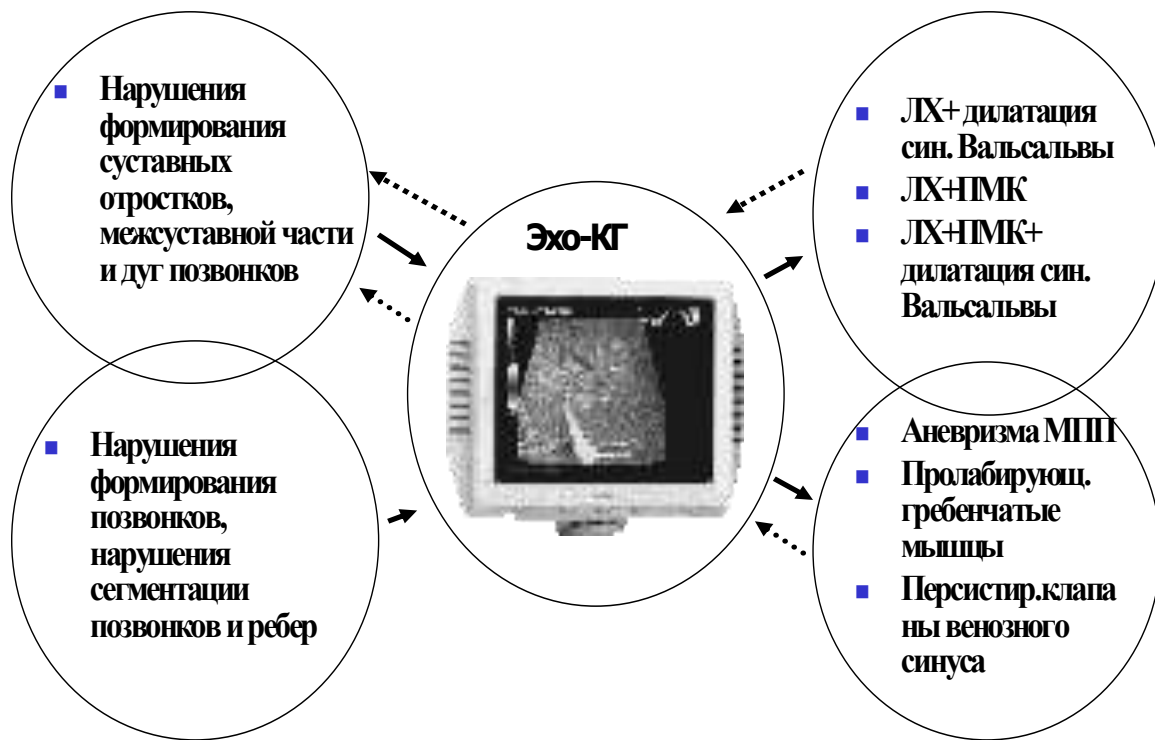 Нарушения
формирования
суставных
отростков,
межсуставной части
и дуг позвонков
Нарушения
формирования
позвонков,
нарушения
сегментации
позвонков и ребер
Эхо-КГ
ЛХ+ дилатация
син. Вальсальвы
ЛХ+ПМК
ЛХ+ПМК+
дилатация син.
Вальсальвы
Аневризма МПП
Пролабирующ.
гребенчатые
мышцы
Персистир.клапа
ны венозного
синуса